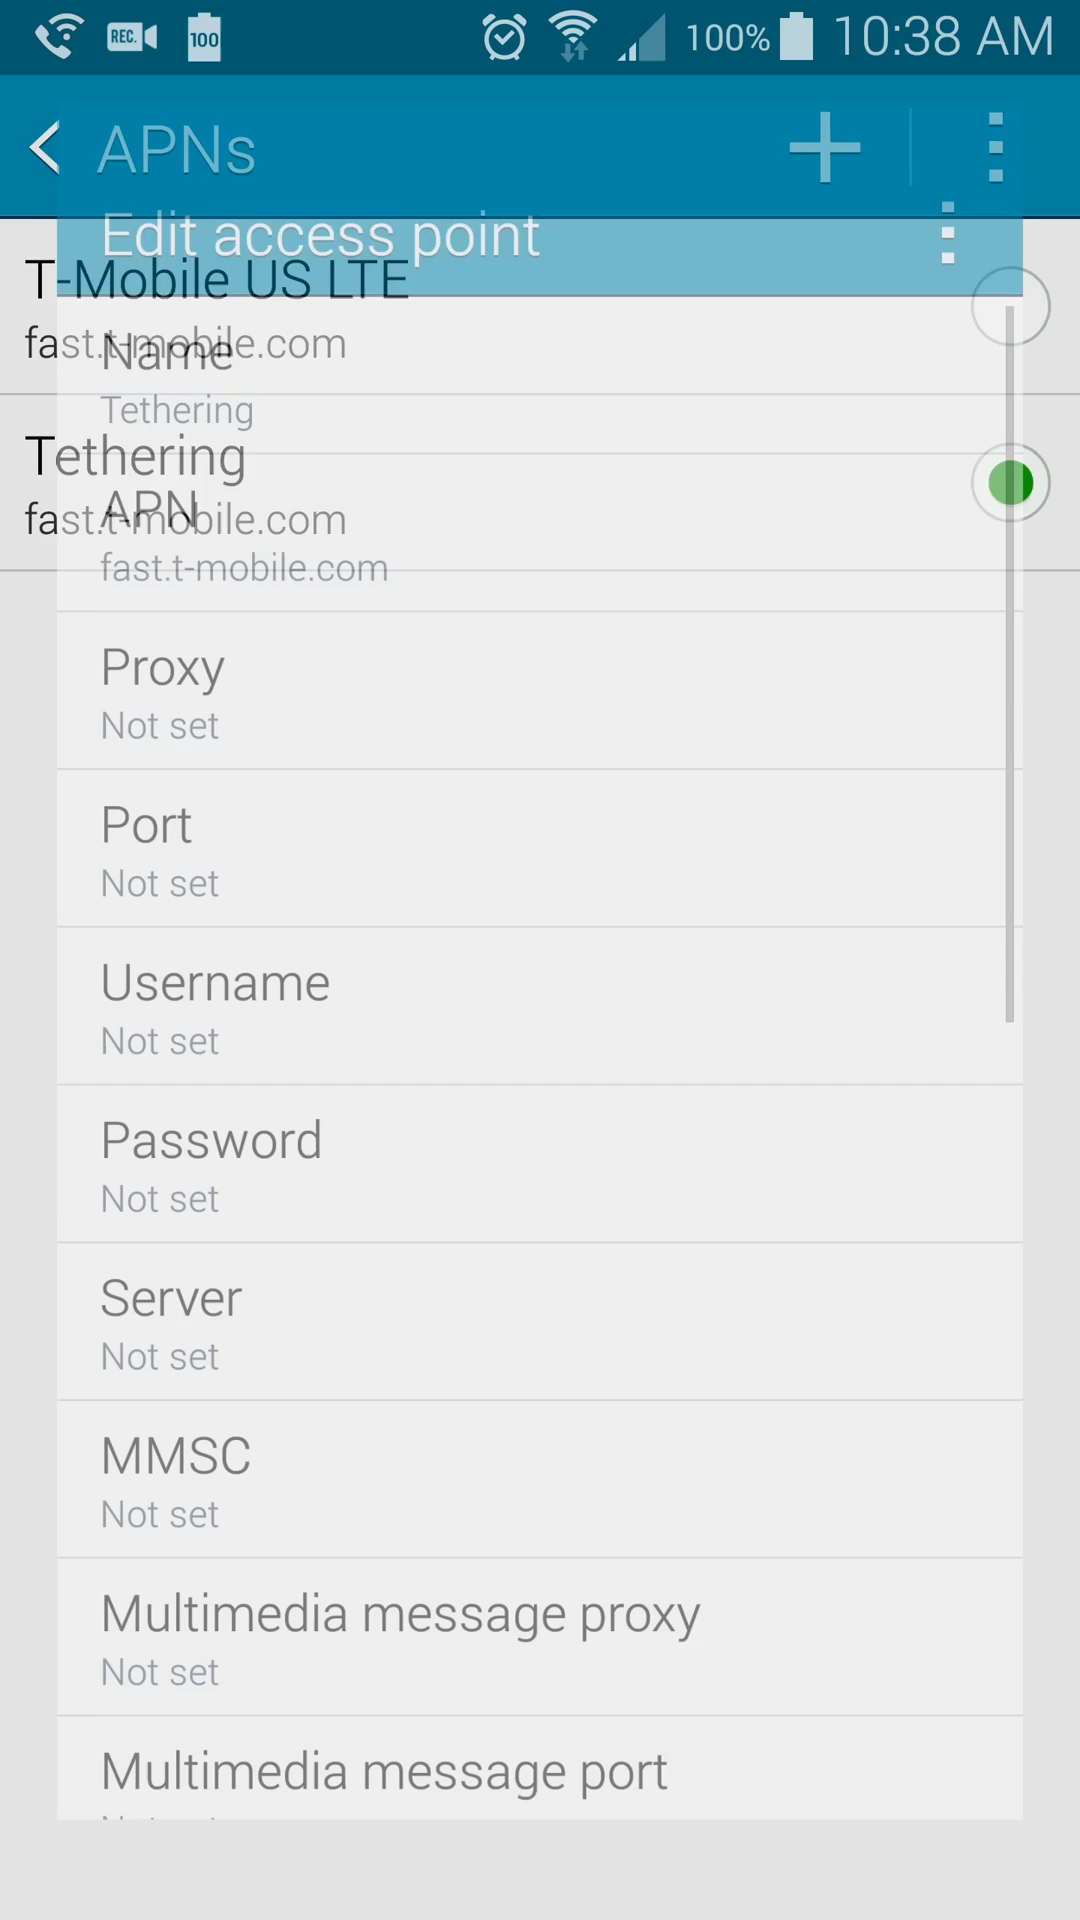 REC.
100
100%
10:38 AM
APNs
Edit access point
T-Mobile US LTE
fast.t-mobile.com
Name
Tethering
Tethering
fast.t-mobile.com
APN
fast.t-mobile.com
Proxy
Not set
Port
Not set
Username
Not set
Password
Not set
Server
Not set
MMSC
Not set
Multimedia message proxy
Not set
Multimedia message port